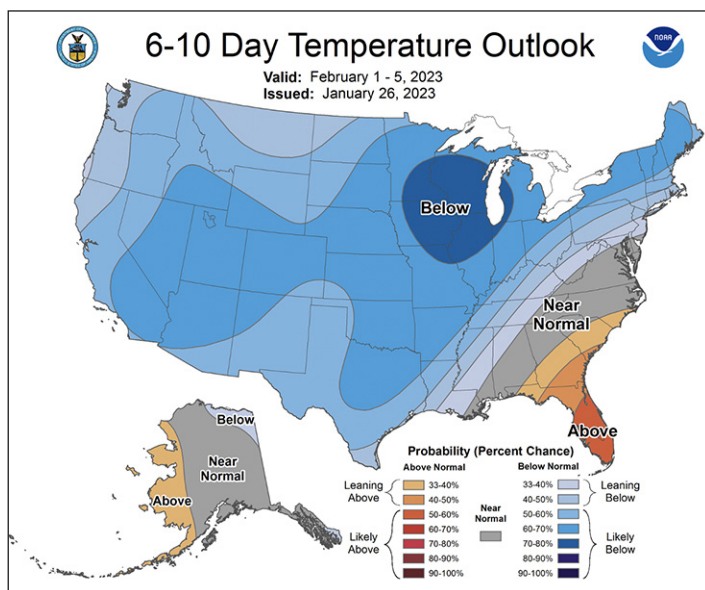 6-10 Day Temperature Outlook
Valid: February 1 - 5, 2023
Issued: January 26, 2023
NOAA
Below
Near
Normal
Above
Below
Near
Normal
Above
Probability (Percent Chance)
Above Normal
Below Normal
Leaning
Above
33-40%
40-50%
Likely
Above
50-60%
60-70%
70-80%
80-90%
90-100%
Near
Normal
33-40%
40-50%
Leaning
Below
50-60%
60-70%
70-80%
80-90%
90-100%
Likely
Below